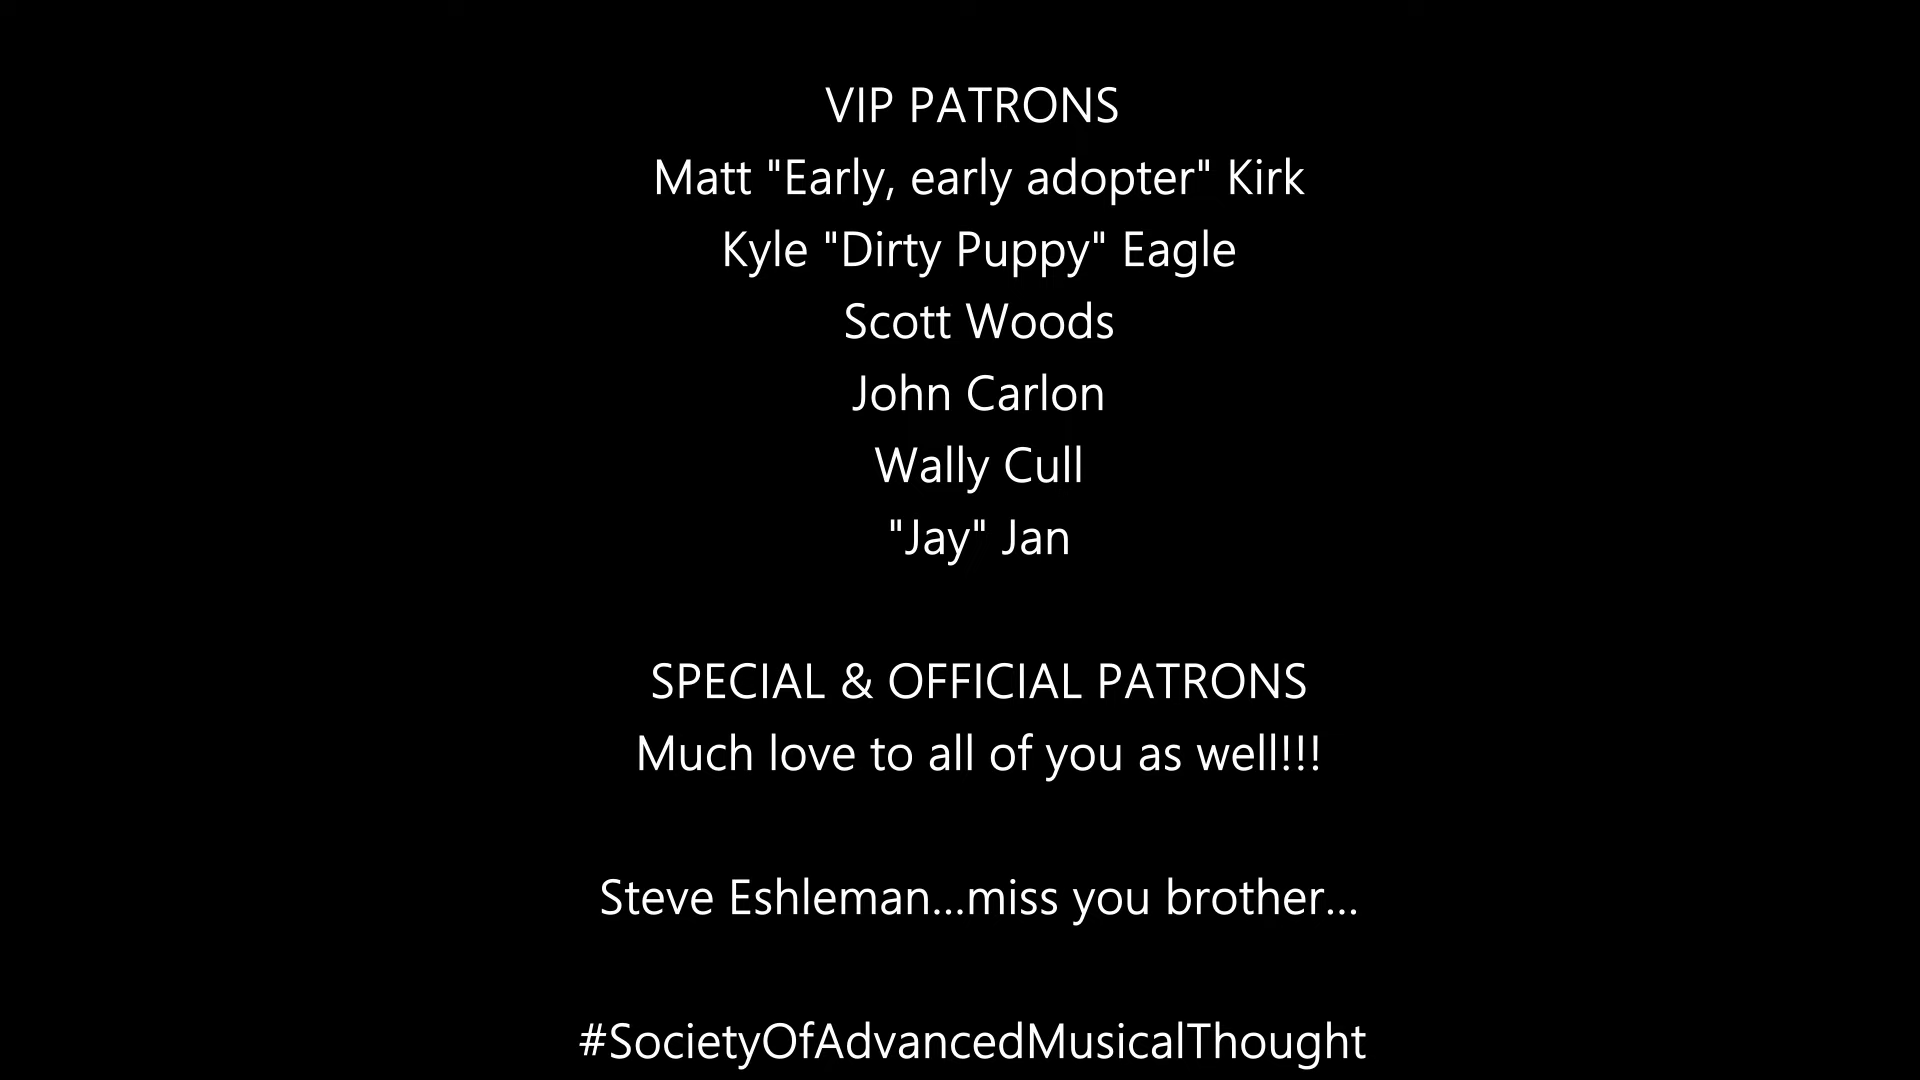 VIP PATRONS
Matt "Early, early adopter" Kirk
Kyle "Dirty Puppy" Eagle
Scott Woods
John Carlon
Wally Cull
"Jay" Jan
SPECIAL & OFFICIAL PATRONS
Much love to all of you as well!!!
Steve Eshleman...miss you brother...
#SocietyOfAdvancedMusicalThought